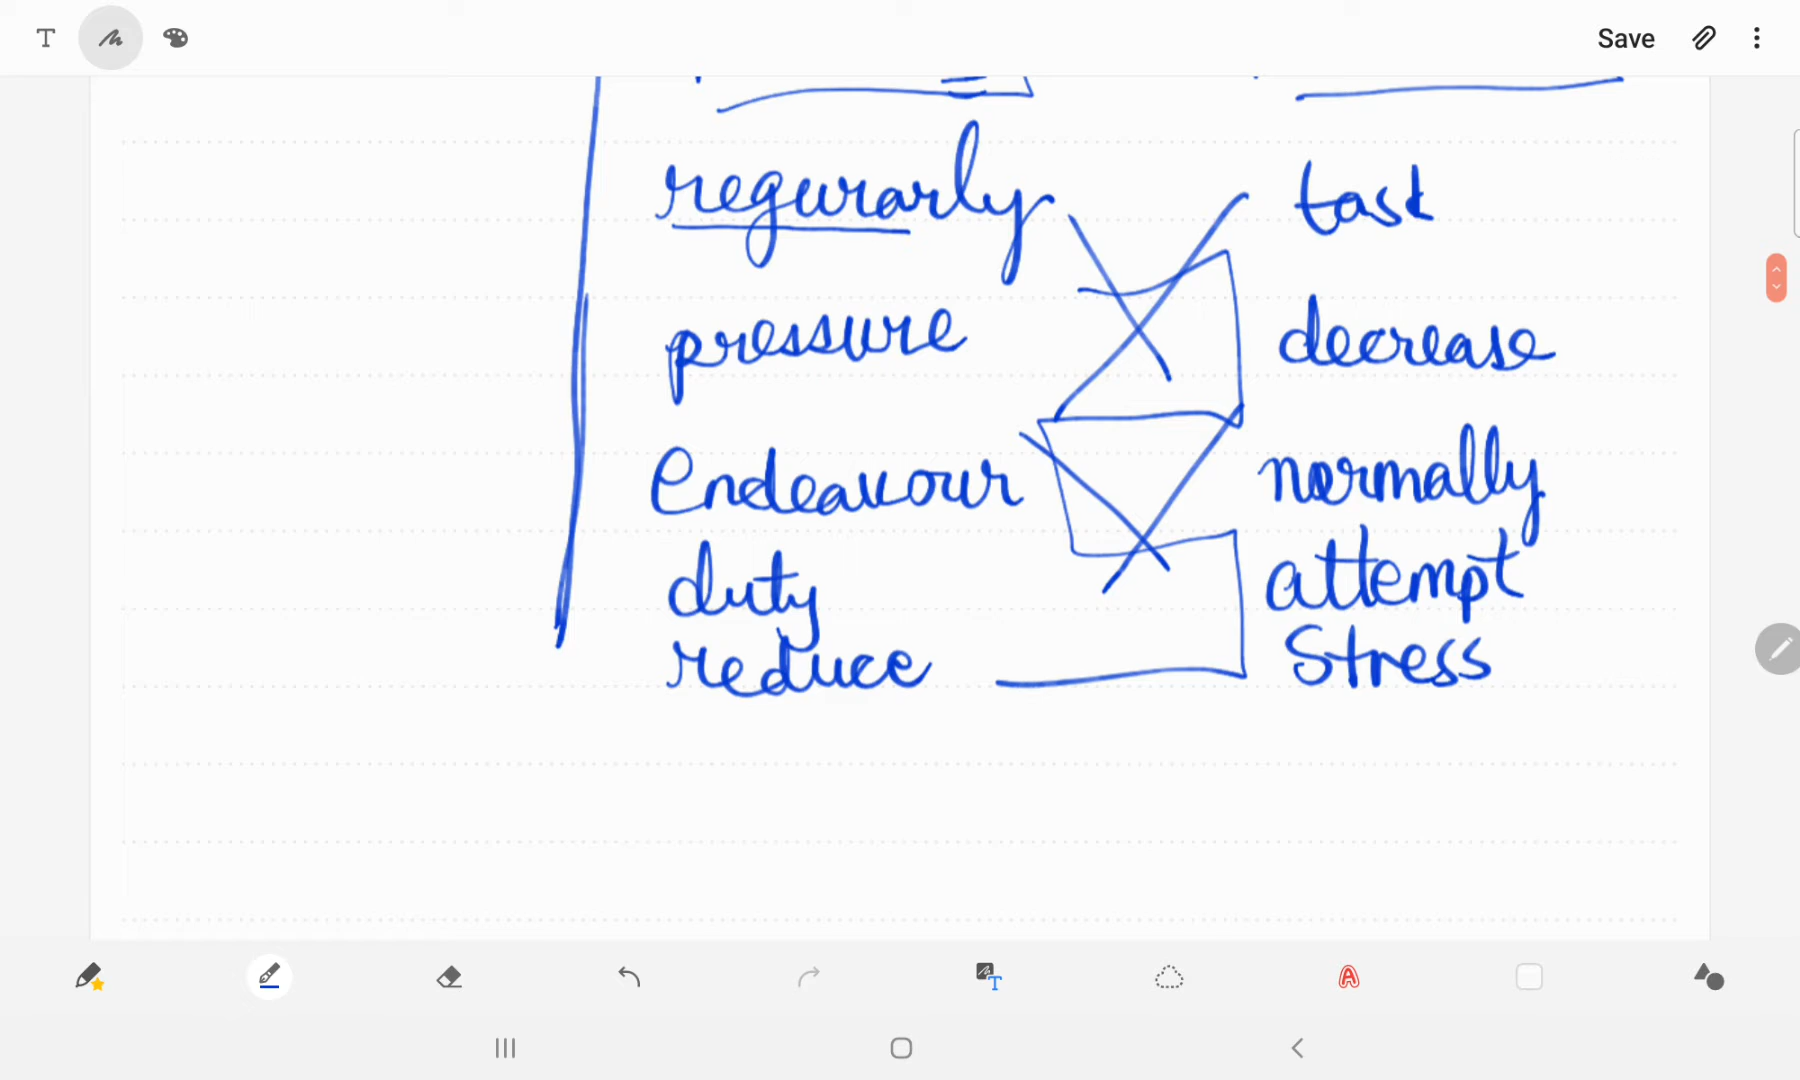 Save
regurarly task
pressure decrease
Endeavour normally
duty attempt
reduce Stress